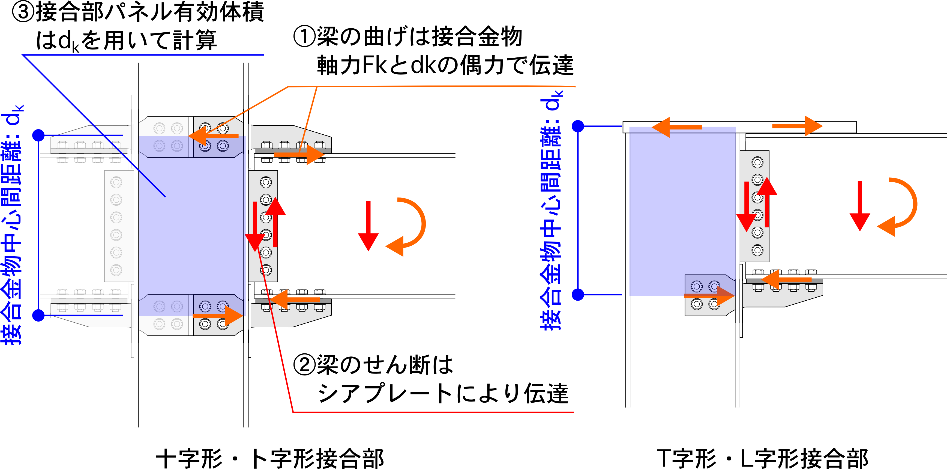 ③接合部パネル有効体積
はdkを用いて計算
①梁の曲げは接合金物
軸力Fkとdkの偶力で伝達
接合金物中心間距離: dk
接合金物中心間距離: dk
②梁のせん断は
シアプレートにより伝達
十字形・ト字形接合部
T字形・L字形接合部